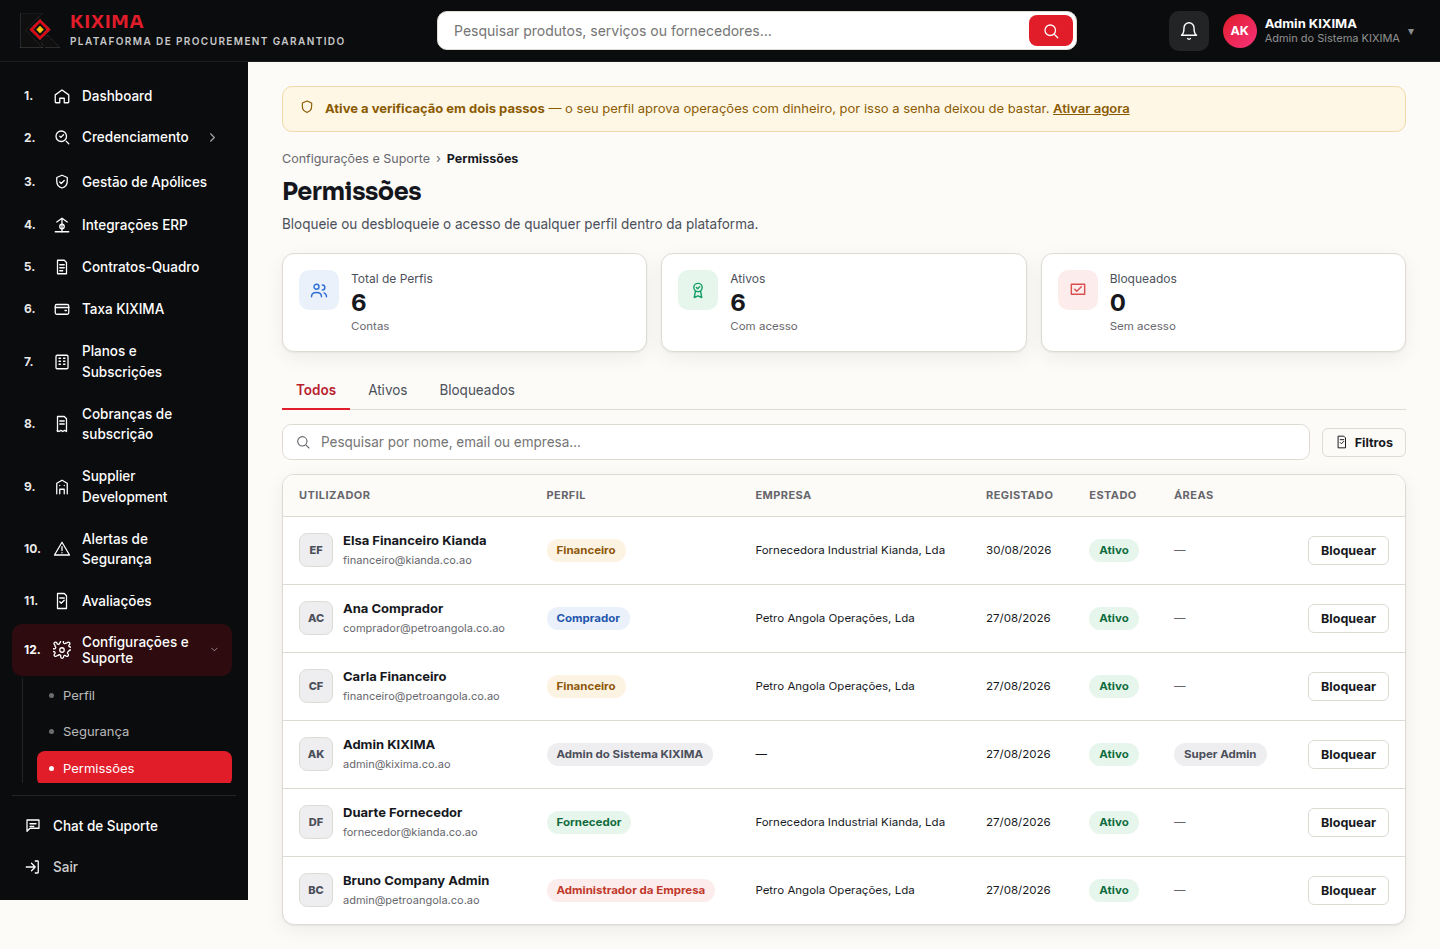 KIXIMA
PLATAFORMA DE PROCUREMENT GARANTIDO
Pesquisar produtos, serviços ou fornecedores...
AK
Admin KIXIMA
Admin do Sistema KIXIMA
1. Dashboard
2. Credenciamento
3. Gestão de Apólices
4. Integrações ERP
5. Contratos-Quadro
6. Taxa KIXIMA
7. Planos e
Subscrições
8. Cobranças de
subscrição
9. Supplier
Development
10. Alertas de
Segurança
11. Avaliações
12. Configurações e
Suporte
Perfil
Segurança
Permissões
Chat de Suporte
Sair
Ative a verificação em dois passos — o seu perfil aprova operações com dinheiro, por isso a senha deixou de bastar. Ativar agora
Configurações e Suporte › Permissões
Permissões
Bloqueie ou desbloqueie o acesso de qualquer perfil dentro da plataforma.
Total de Perfis
6
Contas
Ativos
6
Com acesso
Bloqueados
0
Sem acesso
Todos Ativos Bloqueados
Pesquisar por nome, email ou empresa...
Filtros
UTILIZADOR PERFIL EMPRESA REGISTADO ESTADO ÁREAS
EF Elsa Financeiro Kianda Financeiro Fornecedora Industrial Kianda, Lda 30/08/2026 Ativo — Bloquear
financeiro@kianda.co.ao
AC Ana Comprador Comprador Petro Angola Operações, Lda 27/08/2026 Ativo — Bloquear
comprador@petroangola.co.ao
CF Carla Financeiro Financeiro Petro Angola Operações, Lda 27/08/2026 Ativo — Bloquear
financeiro@petroangola.co.ao
AK Admin KIXIMA Admin do Sistema KIXIMA — 27/08/2026 Ativo Super Admin Bloquear
admin@kixima.co.ao
DF Duarte Fornecedor Fornecedor Fornecedora Industrial Kianda, Lda 27/08/2026 Ativo — Bloquear
fornecedor@kianda.co.ao
BC Bruno Company Admin Administrador da Empresa Petro Angola Operações, Lda 27/08/2026 Ativo — Bloquear
admin@petroangola.co.ao